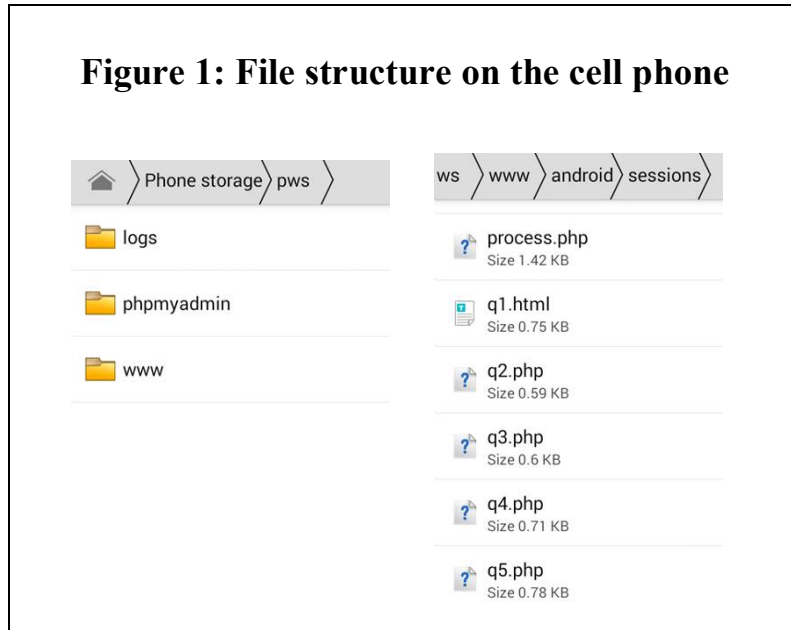 Figure 1: File structure on the cell phone
Phone storage pws
logs
phpmyadmin
www
ws www android sessions
process.php
Size 1.42 KB
q1.html
Size 0.75 KB
q2.php
Size 0.59 KB
q3.php
Size 0.6 KB
q4.php
Size 0.71 KB
q5.php
Size 0.78 KB